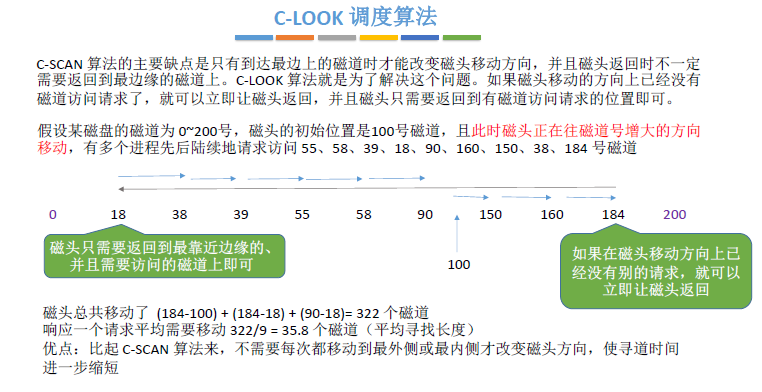 C-LOOK 调度算法
C-SCAN 算法的主要缺点是只有到达最边上的磁道时才能改变磁头移动方向，并且磁头返回时不一定
需要返回到最边缘的磁道上。C-LOOK 算法就是为了解决这个问题。如果磁头移动的方向上已经没有
磁道访问请求了，就可以立即让磁头返回，并且磁头只需要返回到有磁道访问请求的位置即可。
假设某磁盘的磁道为 0~200号，磁头的初始位置是100号磁道，且此时磁头正在往磁道号增大的方向
移动，有多个进程先后陆续地请求访问 55、58、39、18、90、160、150、38、184 号磁道
0 18 38 39 55 58 90 150 160 184 200
100
磁头只需要返回到最靠近边缘的、
并且需要访问的磁道上即可
如果在磁头移动方向上已
经没有别的请求，就可以
立即让磁头返回
磁头总共移动了 (184-100) + (184-18) + (90-18)= 322 个磁道
响应一个请求平均需要移动 322/9 = 35.8 个磁道（平均寻找长度）
优点：比起 C-SCAN 算法来，不需要每次都移动到最外侧或最内侧才改变磁头方向，使寻道时间
进一步缩短